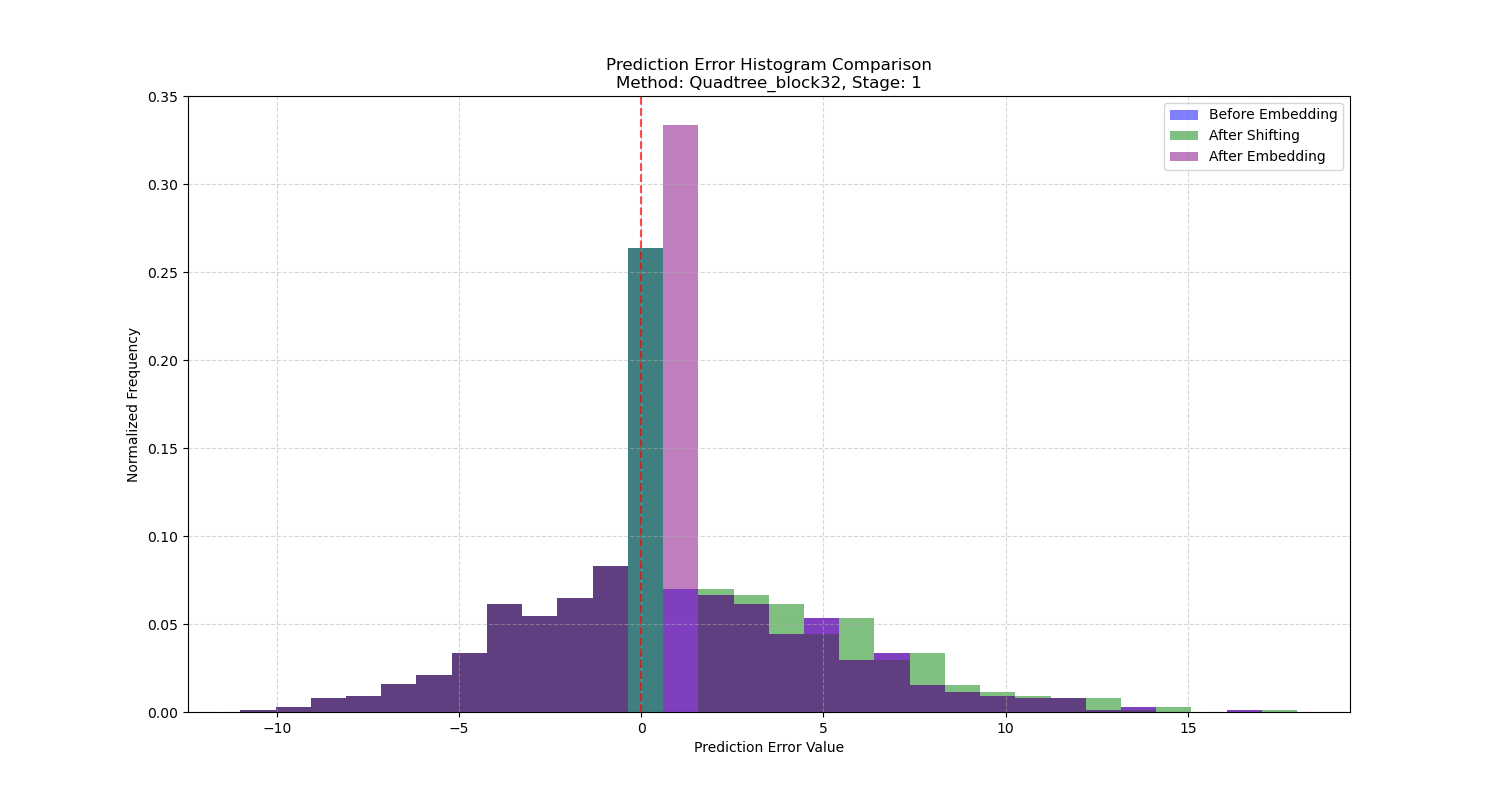 Prediction Error Histogram Comparison
Method: Quadtree_block32, Stage: 1
Before Embedding
After Shifting
After Embedding
0.35
0.30
0.25
0.20
0.15
0.10
0.05
0.00
Normalized Frequency
−10
−5
0
5
10
15
Prediction Error Value